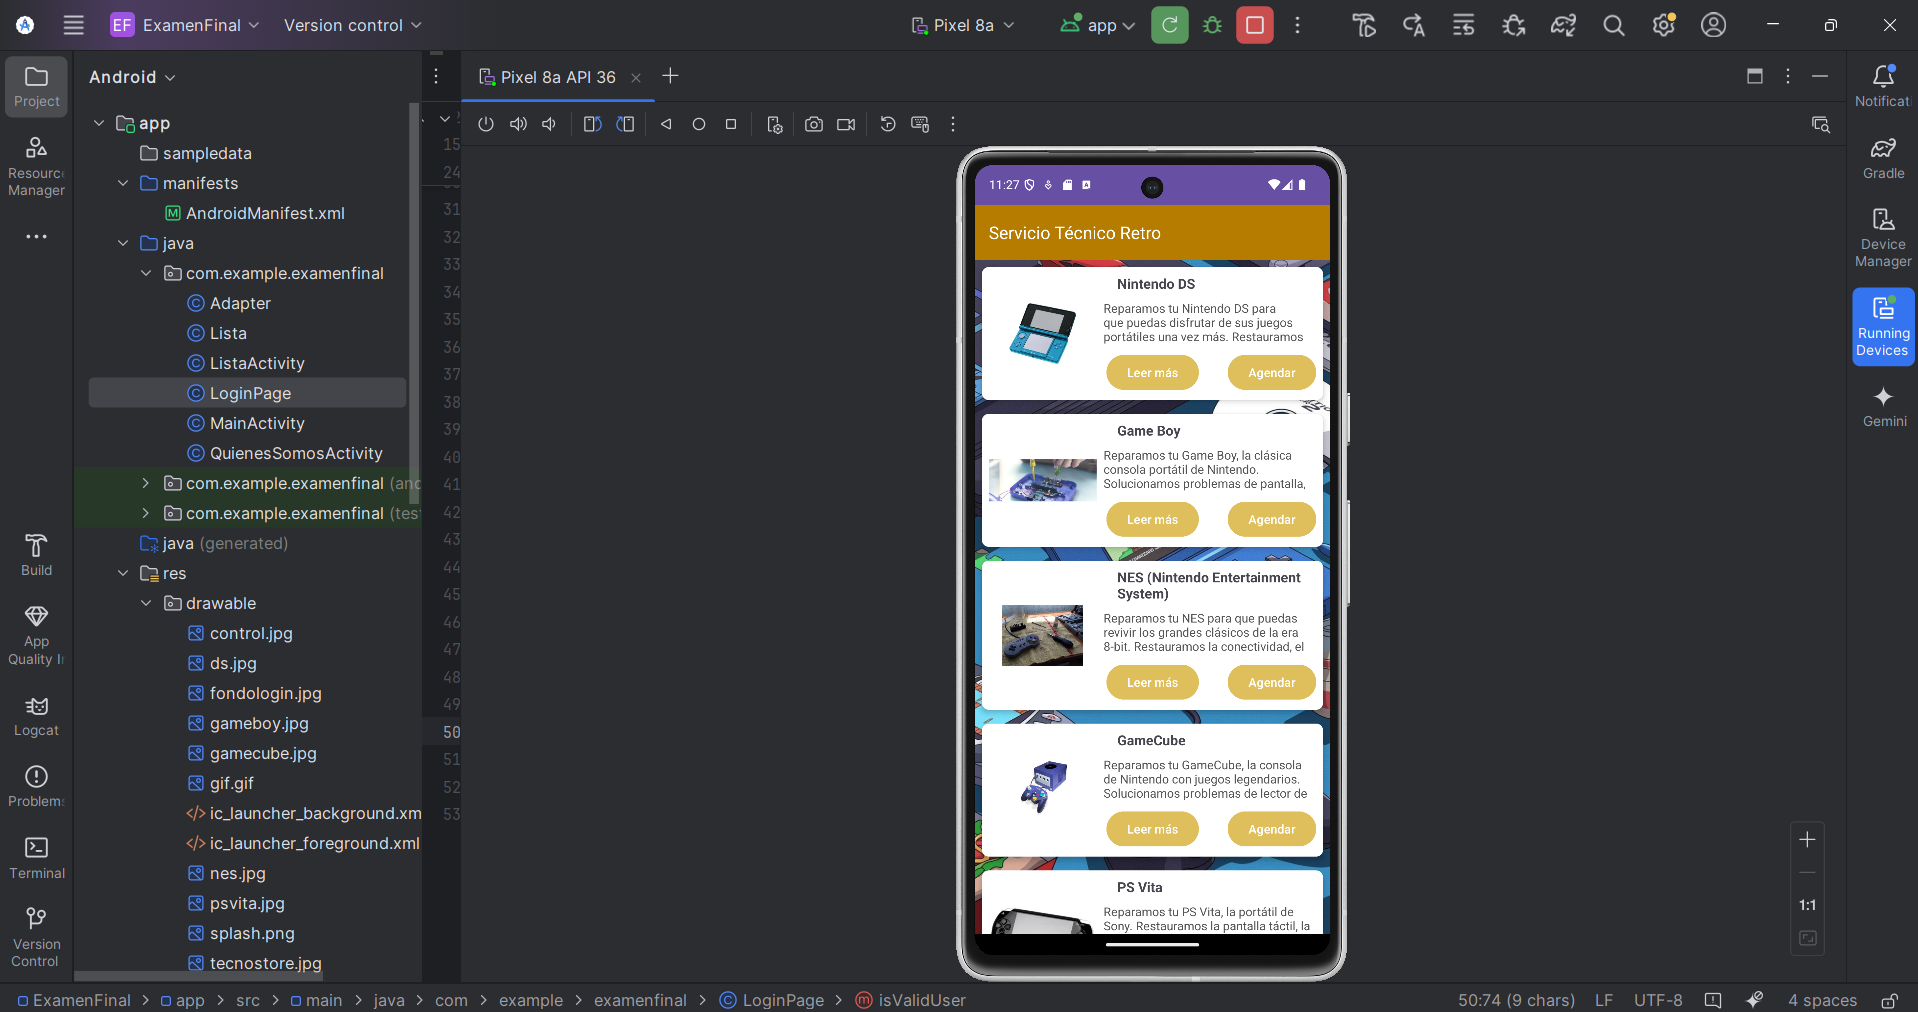 EF ExamenFinal Version control Pixel 8a app
Project
Resource
Manager
Build
App
Quality
Logcat
Problems
Terminal
Version
Control
Android
app
sampledata
manifests
AndroidManifest.xml
java
com.example.examenfinal
Adapter
Lista
ListaActivity
LoginPage
MainActivity
QuienesSomosActivity
com.example.examenfinal (and
com.example.examenfinal (test
java (generated)
res
drawable
control.jpg
ds.jpg
fondologin.jpg
gameboy.jpg
gamecube.jpg
gif.gif
ic_launcher_background.xm
ic_launcher_foreground.xml
nes.jpg
psvita.jpg
splash.png
tecnostore.jpg
15
24
31
32
33
34
35
36
37
38
39
40
41
42
43
44
45
46
47
48
49
50
51
52
53
Pixel 8a API 36
11:27
Servicio Técnico Retro
Nintendo DS
Reparamos tu Nintendo DS para
que puedas disfrutar de sus juegos
portátiles una vez más. Restauramos
Leer más Agendar
Game Boy
Reparamos tu Game Boy, la clásica
consola portátil de Nintendo.
Solucionamos problemas de pantalla,
Leer más Agendar
NES (Nintendo Entertainment
System)
Reparamos tu NES para que puedas
revivir los grandes clásicos de la era
8-bit. Restauramos la conectividad, el
Leer más Agendar
GameCube
Reparamos tu GameCube, la consola
de Nintendo con juegos legendarios.
Solucionamos problemas de lector de
Leer más Agendar
PS Vita
Reparamos tu PS Vita, la portátil de
Sony. Restauramos la pantalla táctil, la
1:1
Notificati
Gradle
Device
Manager
Running
Devices
Gemini
ExamenFinal > app > src > main > java > com > example > examenfinal > LoginPage > isValidUser
50:74 (9 chars) LF UTF-8 4 spaces